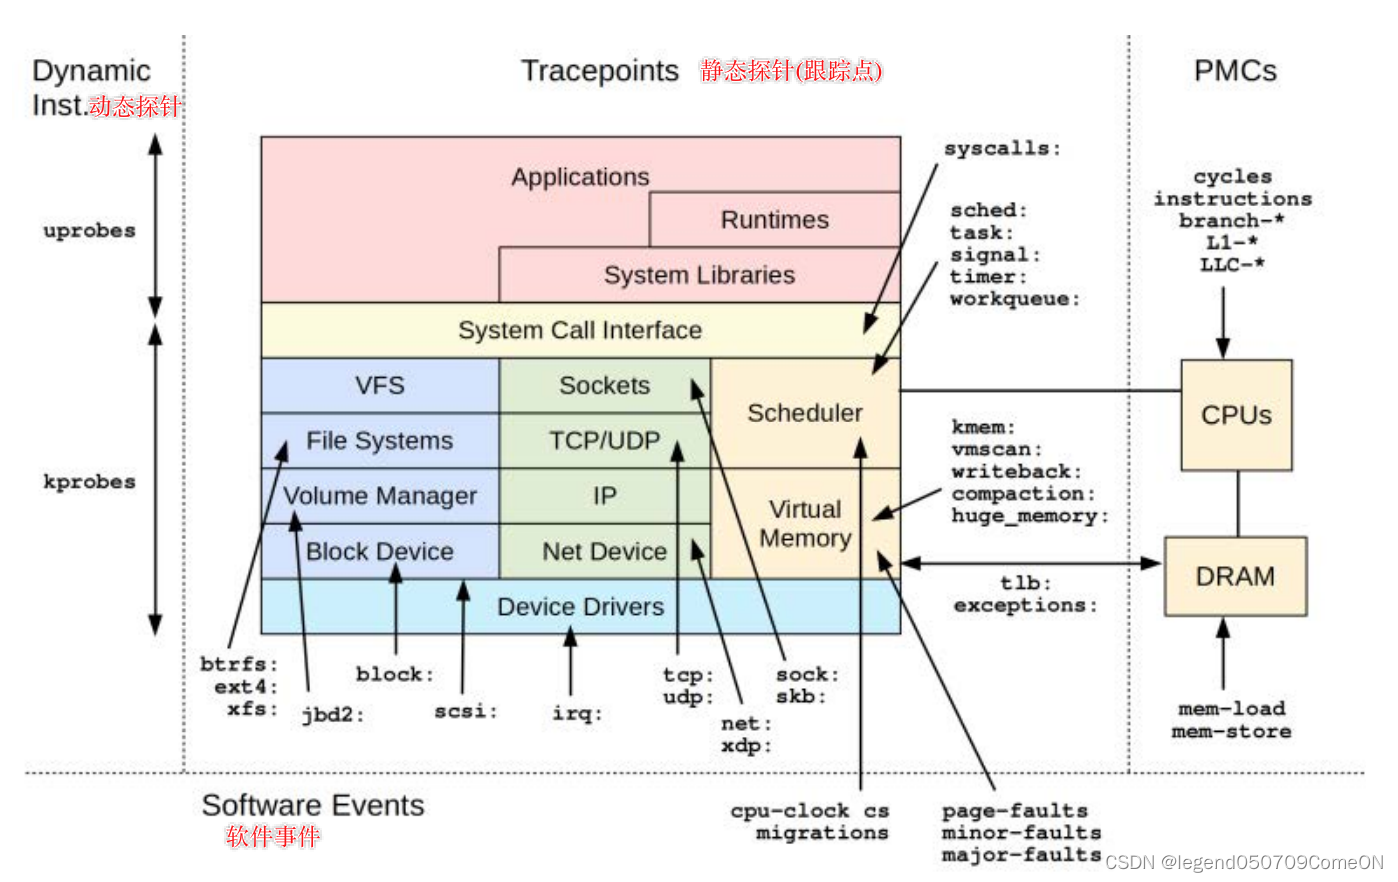 Dynamic
Inst.动态探针
Tracepoints 静态探针(跟踪点)
PMCs
uprobes
kprobes
Applications
Runtimes
System Libraries
System Call Interface
VFS
Sockets
Scheduler
File Systems
TCP/UDP
Volume Manager
IP
Virtual
Memory
Block Device
Net Device
Device Drivers
syscalls:
sched:
task:
signal:
timer:
workqueue:
kmem:
vmscan:
writeback:
compaction:
huge_memory:
tlb:
exceptions:
cycles
instructions
branch-*
L1-*
LLC-*
CPUs
DRAM
mem-load
mem-store
btrfs:
ext4:
xfs:
jbd2:
block:
scsi:
irq:
tcp:
udp:
sock:
skb:
net:
xdp:
Software Events
软件事件
cpu-clock cs
migrations
page-faults
minor-faults
major-faults
CSDN @legend050709ComeON